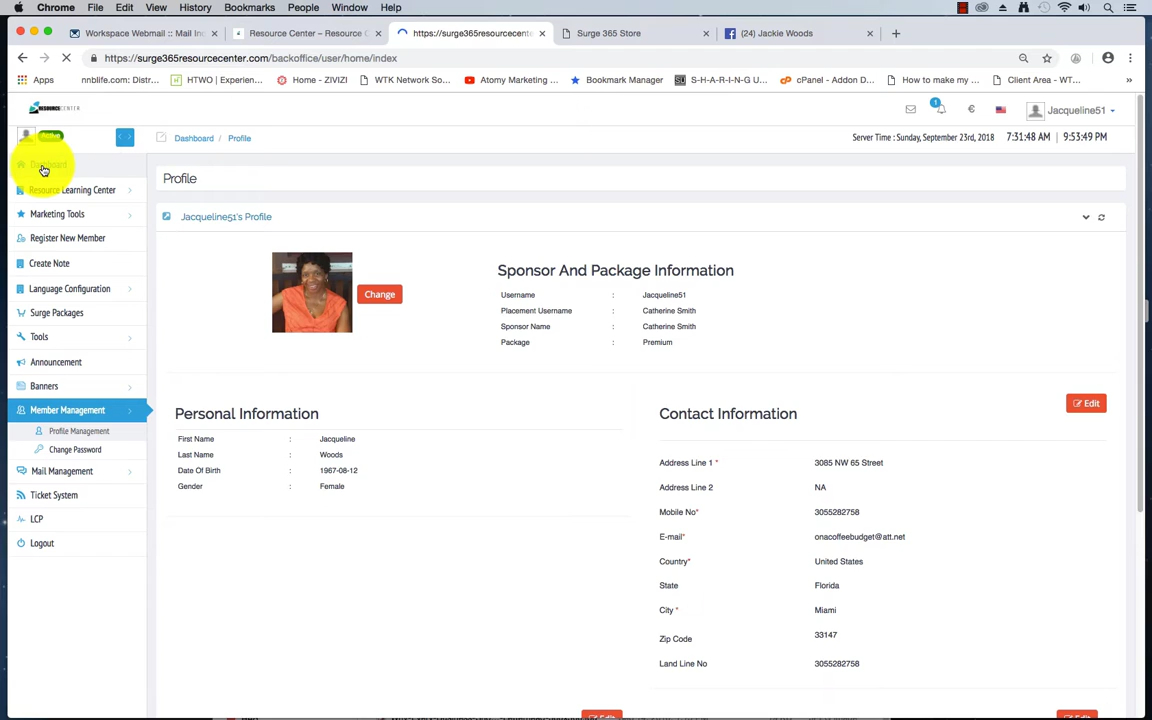 Chrome File Edit View History Bookmarks People Window Help
Workspace Webmail :: Mail In
Resource Center – Resource C
https://surge365resourcecente
Surge 365 Store
(24) Jackie Woods
https://surge365resourcecenter.com/backoffice/user/home/index
Apps nnblife.com: Distr... HTWO | Experien... Home - ZIVIZI WTK Network So... Atomy Marketing ... Bookmark Manager S-H-A-R-I-N-G U... cPanel - Addon D... How to make my ... Client Area - WT... »
RESOURCECENTER
1
Jacqueline51
Active
Dashboard Profile
Server Time : Sunday, September 23rd, 2018 7:31:48 AM | 9:53:49 PM
Dashboard
Resource Learning Center
Marketing Tools
Register New Member
Create Note
Language Configuration
Surge Packages
Tools
Announcement
Banners
Member Management
Profile Management
Change Password
Mail Management
Ticket System
LCP
Logout
Profile
Jacqueline51's Profile
Change
Sponsor And Package Information
Username : Jacqueline51
Placement Username : Catherine Smith
Sponsor Name : Catherine Smith
Package : Premium
Personal Information
First Name : Jacqueline
Last Name : Woods
Date Of Birth : 1967-08-12
Gender : Female
Edit
Contact Information
Address Line 1 * 3085 NW 65 Street
Address Line 2 NA
Mobile No* 3055282758
E-mail* onacoffeebudget@att.net
Country* United States
State Florida
City * Miami
Zip Code 33147
Land Line No 3055282758
Edit
Edit